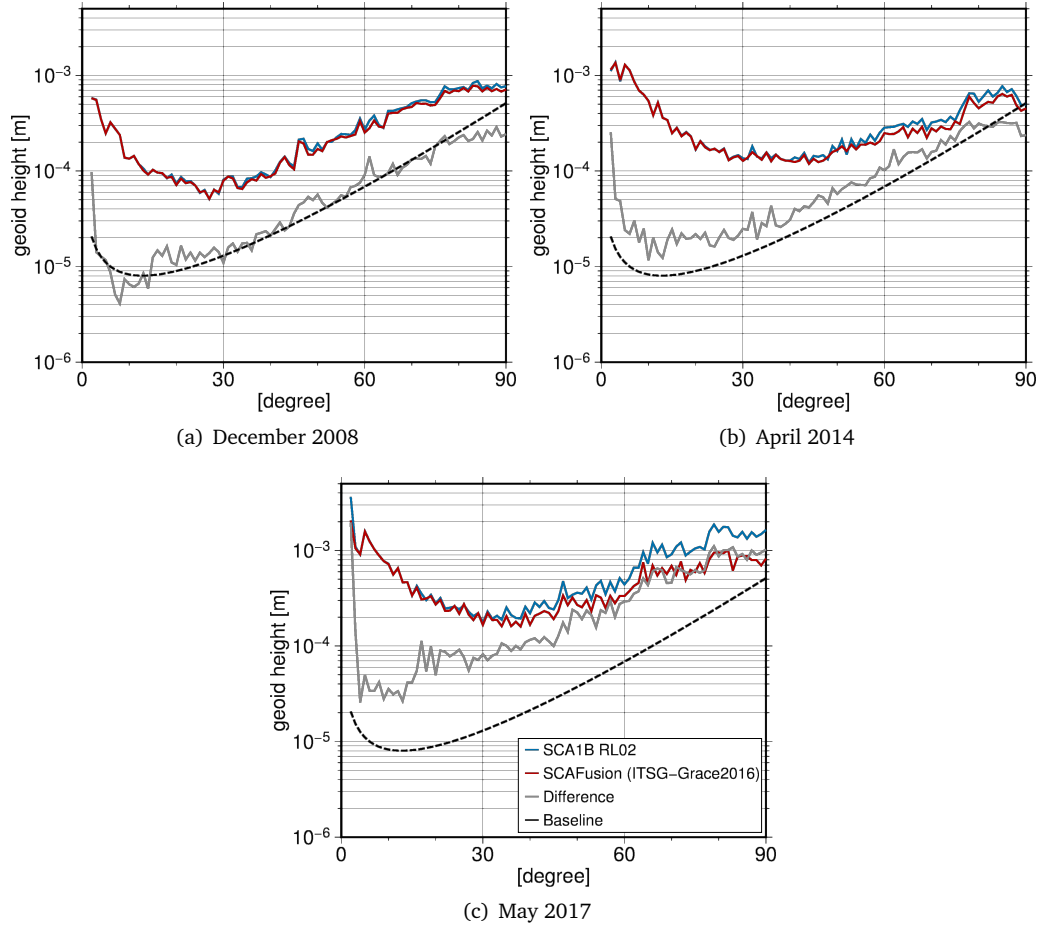 geoid height [m]
10−3
10−4
10−5
10−6
0 30 60 90
[degree]
(a) December 2008
geoid height [m]
10−3
10−4
10−5
10−6
0 30 60 90
[degree]
(b) April 2014
geoid height [m]
10−3
10−4
10−5
10−6
SCA1B RL02
SCAFusion (ITSG−Grace2016)
Difference
Baseline
0 30 60 90
[degree]
(c) May 2017